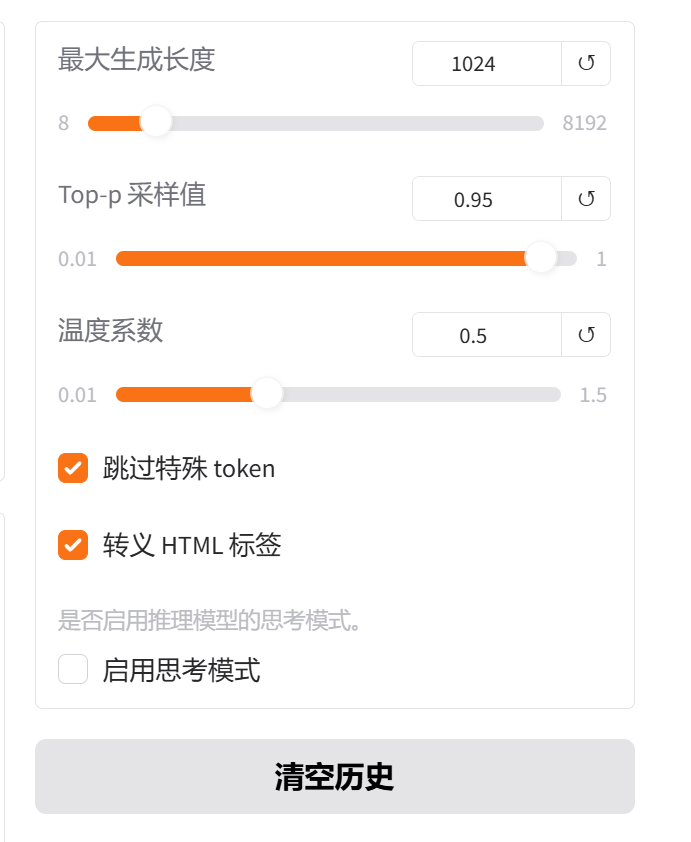 最大生成长度
1024
8
8192
Top-p 采样值
0.95
0.01
1
温度系数
0.5
0.01
1.5
跳过特殊 token
转义 HTML 标签
是否启用推理模型的思考模式。
启用思考模式
清空历史